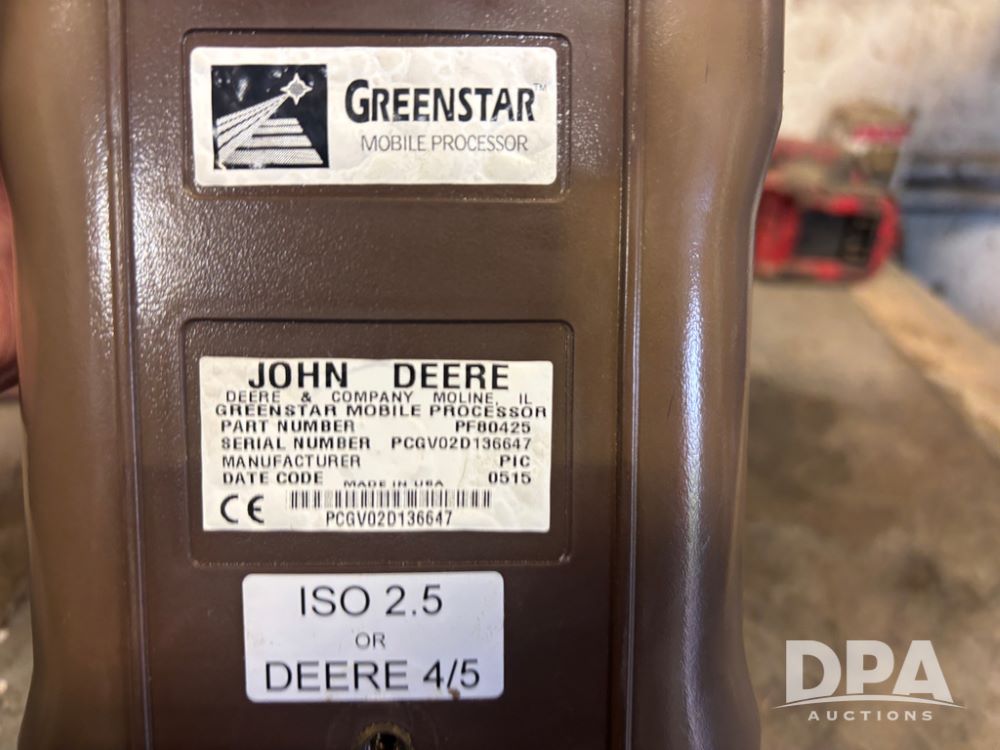 GREENSTAR™
MOBILE PROCESSOR
JOHN DEERE
DEERE & COMPANY MOLINE, IL
GREENSTAR MOBILE PROCESSOR
PART NUMBER PF80425
SERIAL NUMBER PCGV02D136647
MANUFACTURER PIC
DATE CODE 0515
MADE IN USA
CE
PCGV02D136647
ISO 2.5
OR
DEERE 4/5
DPA
AUCTIONS